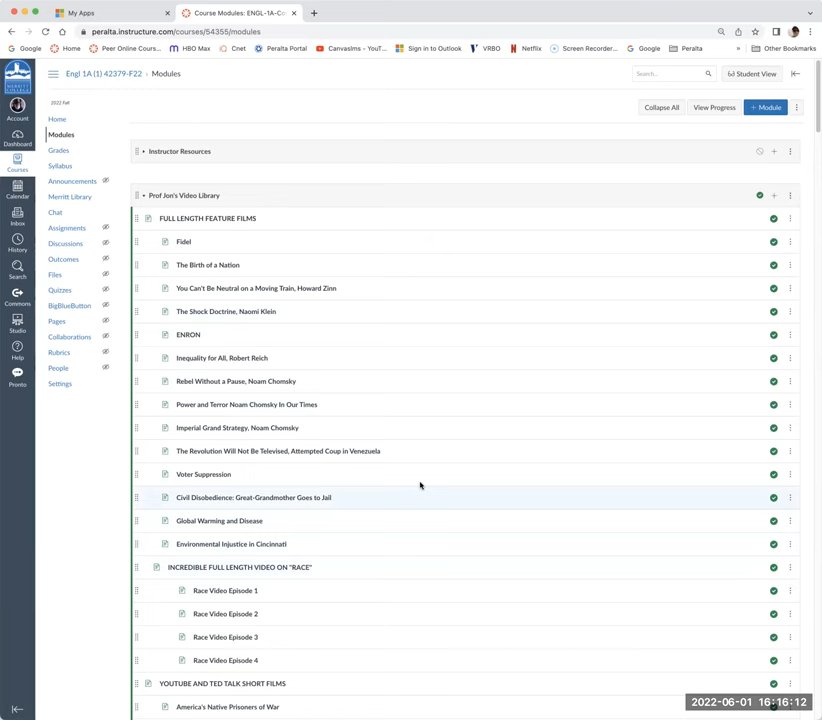 My Apps
Course Modules: ENGL-1A-Co
peralta.instructure.com/courses/54355/modules
Google
Home
Peer Online Cours...
HBO Max
Cnet
Peralta Portal
CanvasIms - YouT...
Sign in to Outlook
VRBO
Netflix
Screen Recorder...
Google
Peralta
»
Other Bookmarks
MERRITT COLLEGE
Engl 1A (1) 42379-F22 › Modules
Search...
Student View
2022 Fall
Collapse All
View Progress
+ Module
Account
Dashboard
Courses
Calendar
Inbox
History
Search
Commons
Studio
Help
Pronto
Home
Modules
Grades
Syllabus
Announcements
Merritt Library
Chat
Assignments
Discussions
Outcomes
Files
Quizzes
BigBlueButton
Pages
Collaborations
Rubrics
People
Settings
Instructor Resources
Prof Jon's Video Library
FULL LENGTH FEATURE FILMS
Fidel
The Birth of a Nation
You Can't Be Neutral on a Moving Train, Howard Zinn
The Shock Doctrine, Naomi Klein
ENRON
Inequality for All, Robert Reich
Rebel Without a Pause, Noam Chomsky
Power and Terror Noam Chomsky In Our Times
Imperial Grand Strategy, Noam Chomsky
The Revolution Will Not Be Televised, Attempted Coup in Venezuela
Voter Suppression
Civil Disobedience: Great-Grandmother Goes to Jail
Global Warming and Disease
Environmental Injustice in Cincinnati
INCREDIBLE FULL LENGTH VIDEO ON "RACE"
Race Video Episode 1
Race Video Episode 2
Race Video Episode 3
Race Video Episode 4
YOUTUBE AND TED TALK SHORT FILMS
America's Native Prisoners of War
2022-06-01 16:16:12